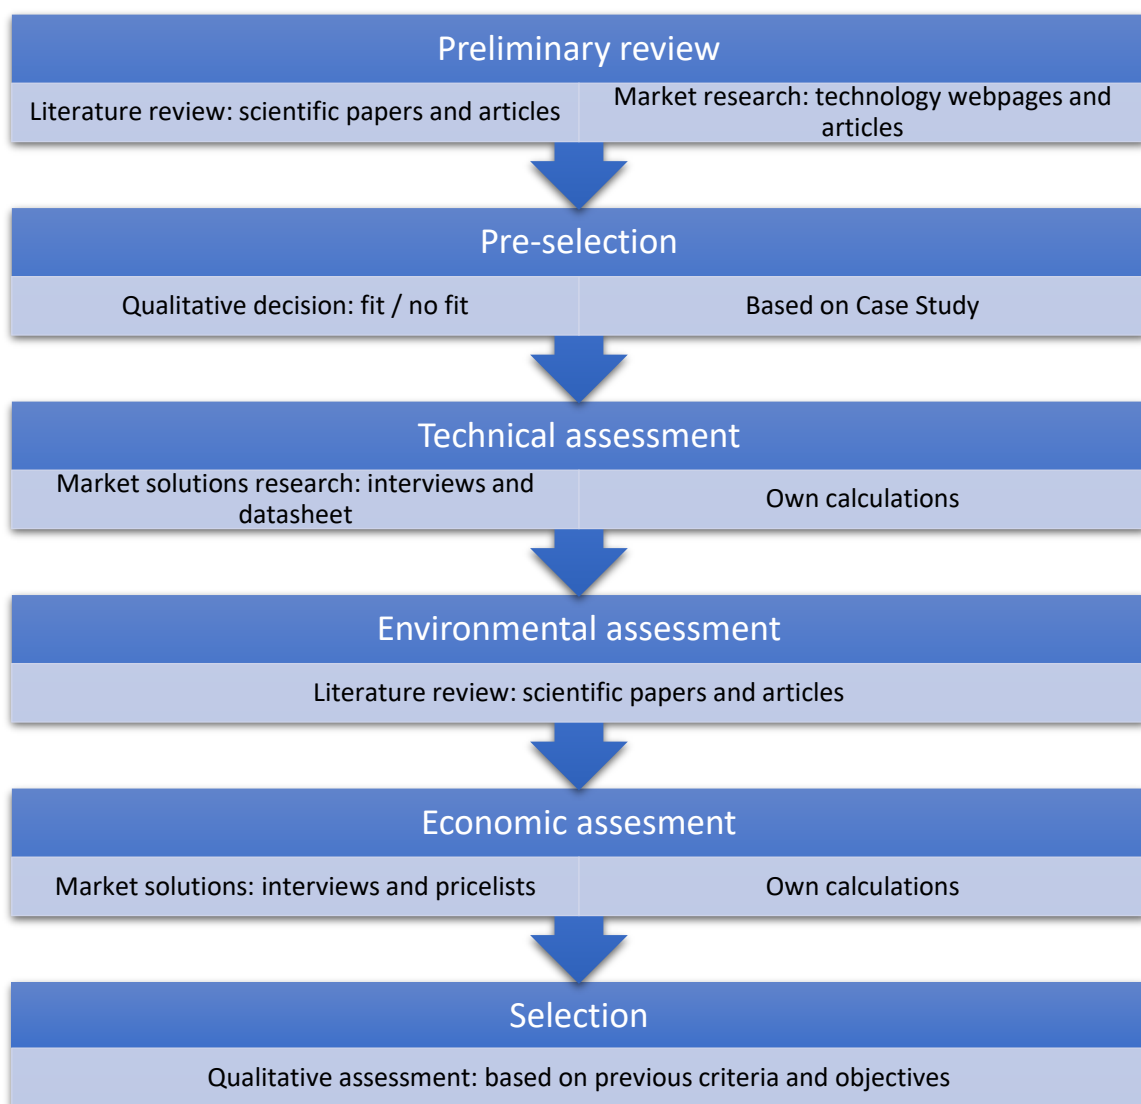 Preliminary review
Literature review: scientific papers and articles
Market research: technology webpages and
articles
Pre-selection
Qualitative decision: fit / no fit
Based on Case Study
Technical assessment
Market solutions research: interviews and
datasheet
Own calculations
Environmental assessment
Literature review: scientific papers and articles
Economic assesment
Market solutions: interviews and pricelists
Own calculations
Selection
Qualitative assessment: based on previous criteria and objectives